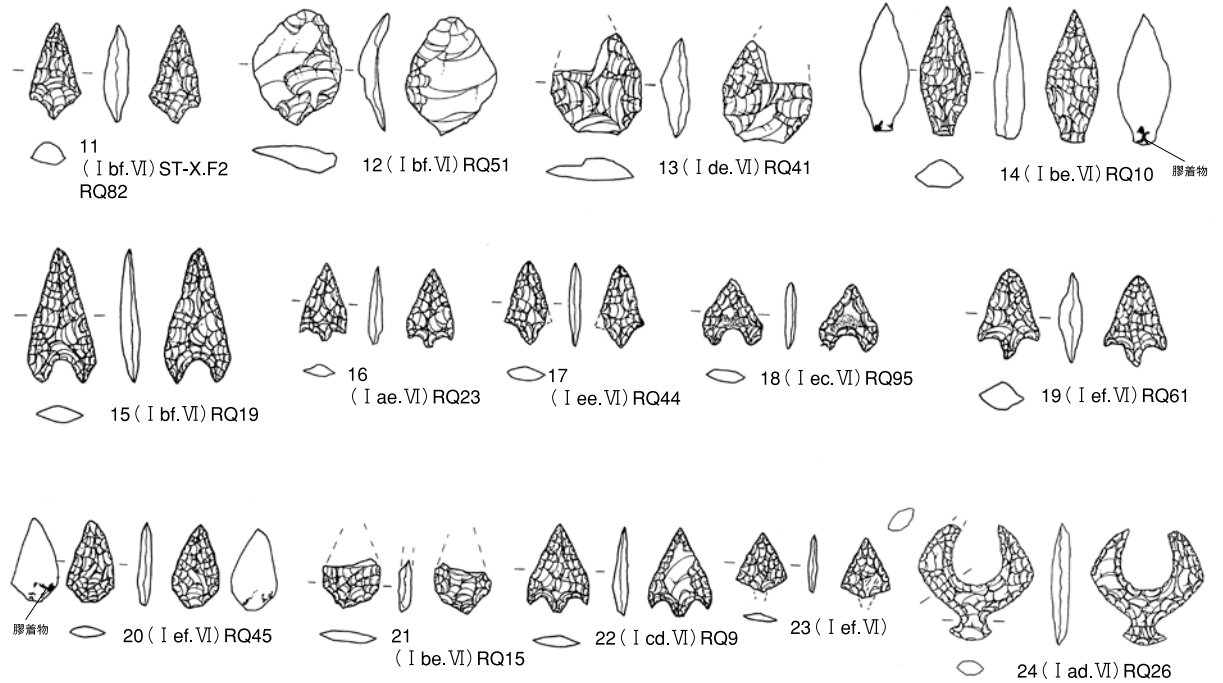 11
(Ⅰbf.Ⅵ)ST-X.F2
RQ82
12(Ⅰbf.Ⅵ)RQ51
13(Ⅰde.Ⅵ)RQ41
14(Ⅰbe.Ⅵ)RQ10
膠着物
15(Ⅰbf.Ⅵ)RQ19
16
(Ⅰae.Ⅵ)RQ23
17
(Ⅰee.Ⅵ)RQ44
18(Ⅰec.Ⅵ)RQ95
19(Ⅰef.Ⅵ)RQ61
膠着物
20(Ⅰef.Ⅵ)RQ45
21
(Ⅰbe.Ⅵ)RQ15
22(Ⅰcd.Ⅵ)RQ9
23(Ⅰef.Ⅵ)
24(Ⅰad.Ⅵ)RQ26